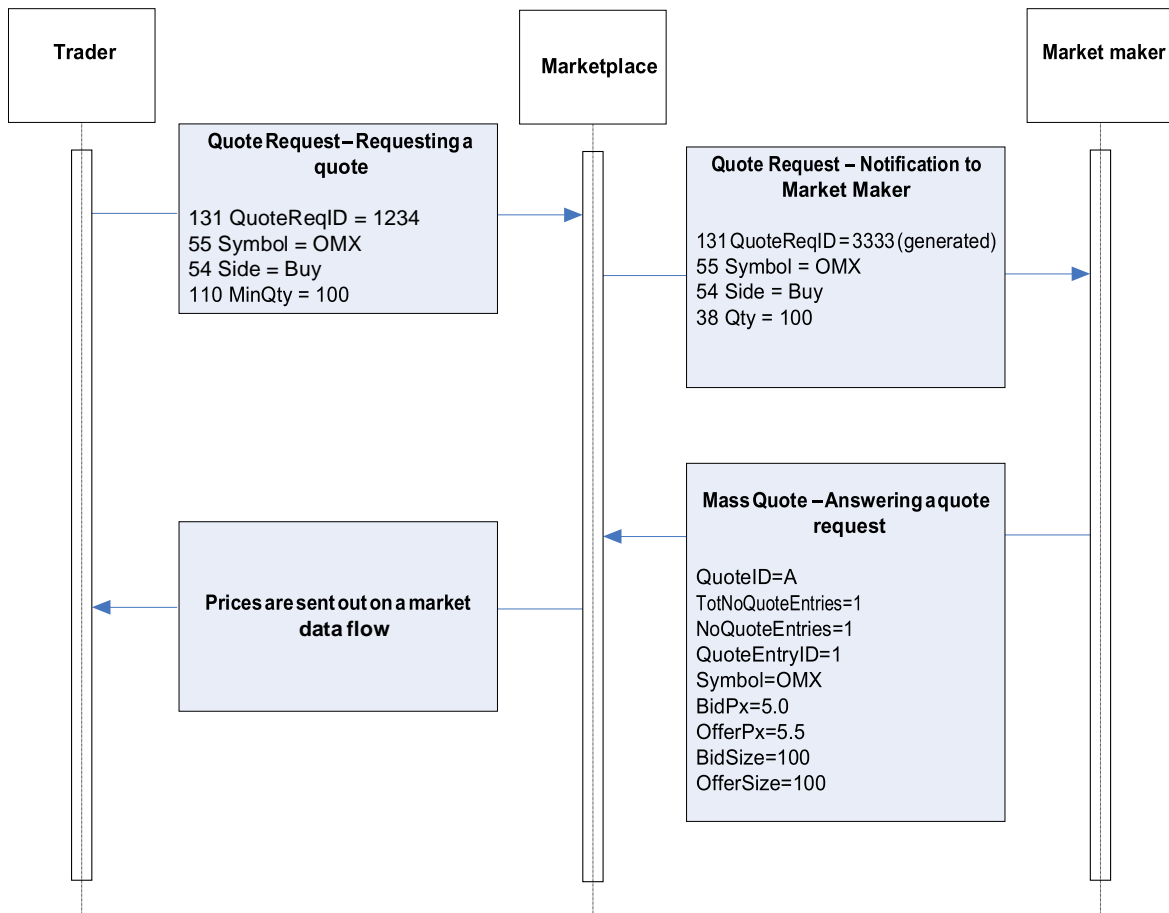 Trader
Marketplace
Market maker
Quote Request – Requesting a
quote
131 QuoteReqID = 1234
55 Symbol = OMX
54 Side = Buy
110 MinQty = 100
Quote Request – Notification to
Market Maker
131 QuoteReqID = 3333 (generated)
55 Symbol = OMX
54 Side = Buy
38 Qty = 100
Mass Quote – Answering a quote
request
QuoteID=A
TotNoQuoteEntries=1
NoQuoteEntries=1
QuoteEntryID=1
Symbol=OMX
BidPx=5.0
OfferPx=5.5
BidSize=100
OfferSize=100
Prices are sent out on a market
data flow